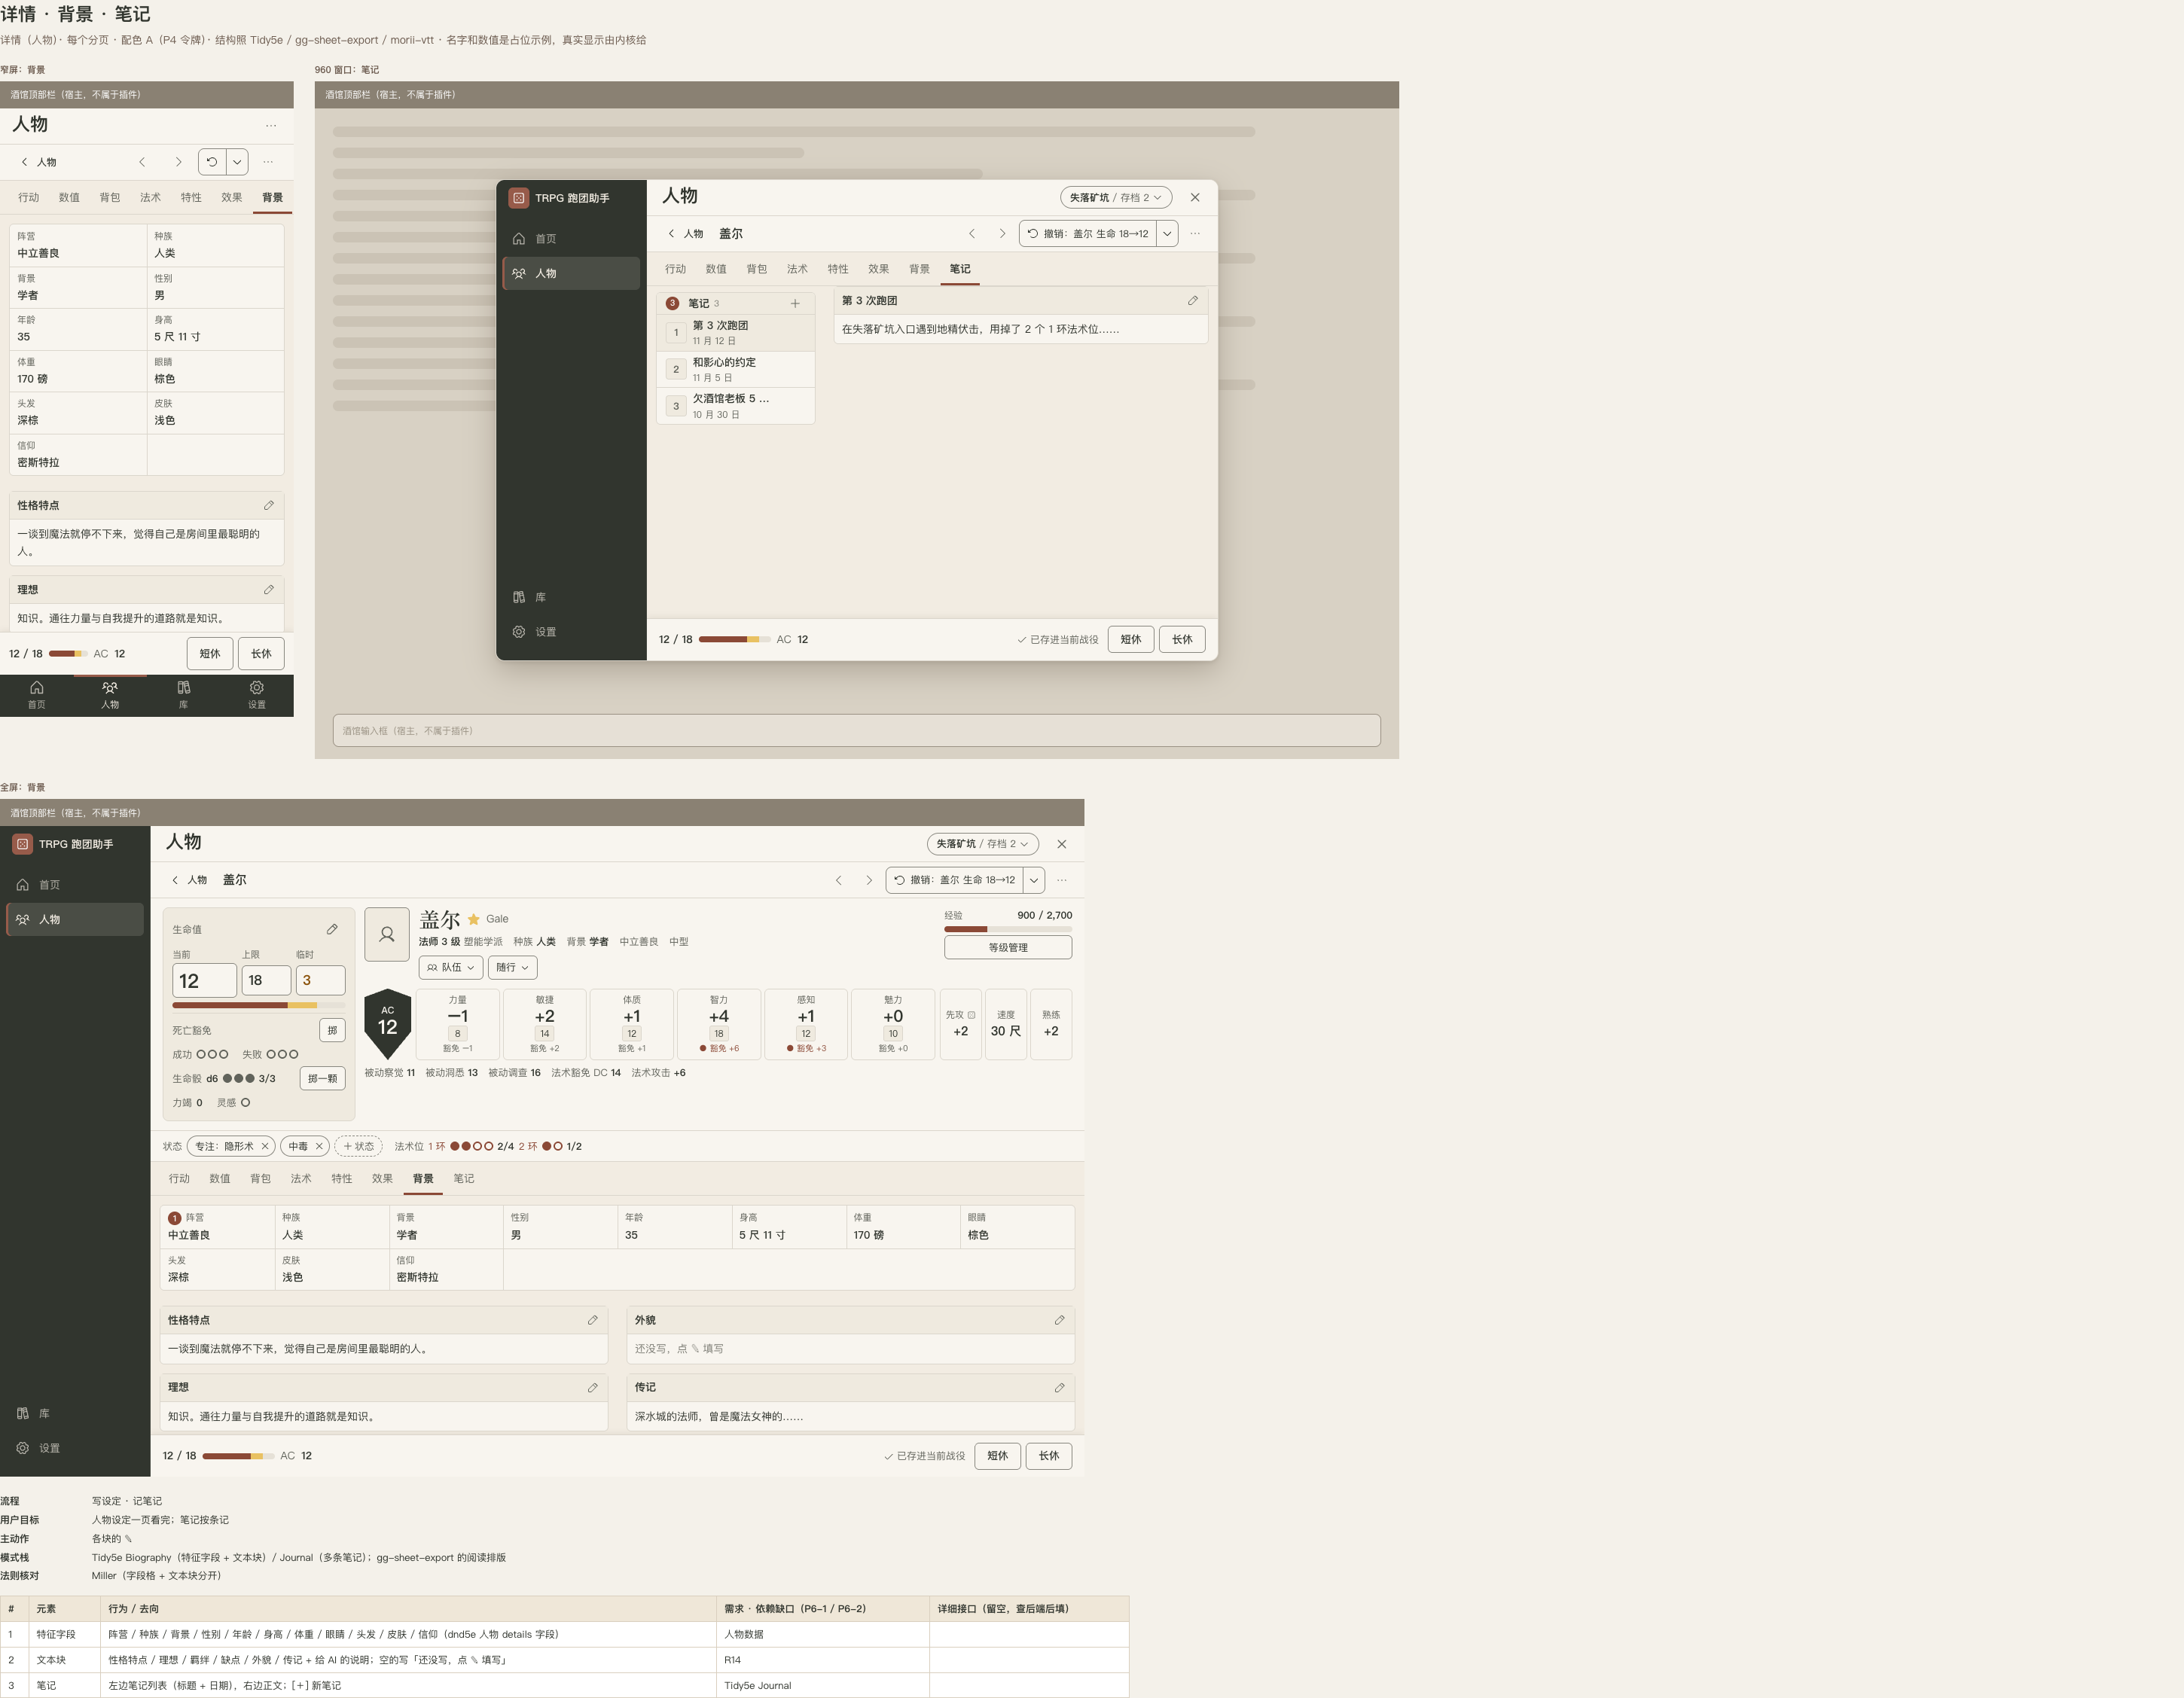 详情 · 背景 · 笔记
详情（人物）· 每个分页 · 配色 A（P4 令牌）· 结构照 Tidy5e / gg-sheet-export / morii-vtt · 名字和数值是占位示例，真实显示由内核给
窄屏：背景
酒馆顶部栏（宿主，不属于插件）
人物
人物
行动 数值 背包 法术 特性 效果 背景
阵营 种族
中立善良 人类
背景 性别
学者 男
年龄 身高
35 5 尺 11 寸
体重 眼睛
170 磅 棕色
头发 皮肤
深棕 浅色
信仰
密斯特拉
性格特点
一谈到魔法就停不下来，觉得自己是房间里最聪明的
人。
理想
知识。通往力量与自我提升的道路就是知识。
12 / 18 AC 12 短休 长休
首页 人物 库 设置
960 窗口：笔记
酒馆顶部栏（宿主，不属于插件）
TRPG 跑团助手
首页
人物
库
设置
人物 失落矿坑 / 存档 2
人物 盖尔 撤销：盖尔 生命 18→12 ···
行动 数值 背包 法术 特性 效果 背景 笔记
3 笔记 3
1 第 3 次跑团
11 月 12 日
2 和影心的约定
11 月 5 日
3 欠酒馆老板 5 ...
10 月 30 日
第 3 次跑团
在失落矿坑入口遇到地精伏击，用掉了 2 个 1 环法术位……
12 / 18 AC 12 已存进当前战役 短休 长休
酒馆输入框（宿主，不属于插件）
全屏：背景
酒馆顶部栏（宿主，不属于插件）
TRPG 跑团助手
首页
人物
库
设置
人物 失落矿坑 / 存档 2
人物 盖尔 撤销：盖尔 生命 18→12 ···
生命值
当前 上限 临时
12 18 3
死亡豁免 掷
成功 失败
生命骰 d6 3/3 掷一颗
力竭 0 灵感
盖尔 Gale
法师 3 级 塑能学派 种族 人类 背景 学者 中立善良 中型
队伍 随行
经验 900 / 2,700
等级管理
AC
12
力量 −1 8 豁免 −1
敏捷 +2 14 豁免 +2
体质 +1 12 豁免 +1
智力 +4 18 豁免 +6
感知 +1 12 豁免 +3
魅力 +0 10 豁免 +0
先攻 +2
速度 30 尺
熟练 +2
被动察觉 11 被动洞悉 13 被动调查 16 法术豁免 DC 14 法术攻击 +6
状态 专注：隐形术 × 中毒 × +状态 法术位 1 环 2/4 2 环 1/2
行动 数值 背包 法术 特性 效果 背景 笔记
1 阵营 种族 背景 性别 年龄 身高 体重 眼睛
中立善良 人类 学者 男 35 5 尺 11 寸 170 磅 棕色
头发 皮肤 信仰
深棕 浅色 密斯特拉
性格特点
一谈到魔法就停不下来，觉得自己是房间里最聪明的人。
外貌
还没写，点 ✎ 填写
理想
知识。通往力量与自我提升的道路就是知识。
传记
深水城的法师，曾是魔法女神的……
12 / 18 AC 12 已存进当前战役 短休 长休
流程 写设定 · 记笔记
用户目标 人物设定一页看完；笔记按条记
主动作 各块的 ✎
模式栈 Tidy5e Biography（特征字段 + 文本块）/ Journal（多条笔记）；gg-sheet-export 的阅读排版
法则核对 Miller（字段格 + 文本块分开）
# 元素 行为 / 去向 需求 · 依赖缺口（P6-1 / P6-2） 详细接口（留空，查后端后填）
1 特征字段 阵营 / 种族 / 背景 / 性别 / 年龄 / 身高 / 体重 / 眼睛 / 头发 / 皮肤 / 信仰（dnd5e 人物 details 字段） 人物数据
2 文本块 性格特点 / 理想 / 羁绊 / 缺点 / 外貌 / 传记 + 给 AI 的说明；空的写「还没写，点 ✎ 填写」 R14
3 笔记 左边笔记列表（标题 + 日期），右边正文；[＋] 新笔记 Tidy5e Journal